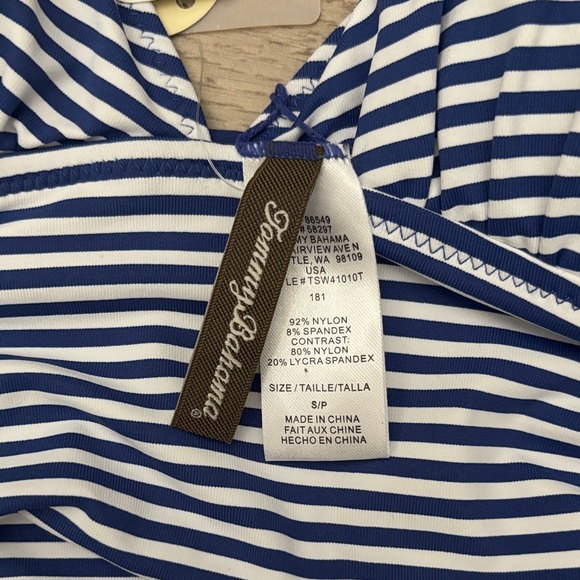 Tommy Bahama®
86549
# 58297
MY BAHAMA
AIRVIEW AVE N
TLE, WA 98109
USA
LE # TSW41010T
181
92% NYLON
8% SPANDEX
CONTRAST:
80% NYLON
20% LYCRA SPANDEX
SIZE / TAILLE / TALLA
S/P
MADE IN CHINA
FAIT AUX CHINE
HECHO EN CHINA